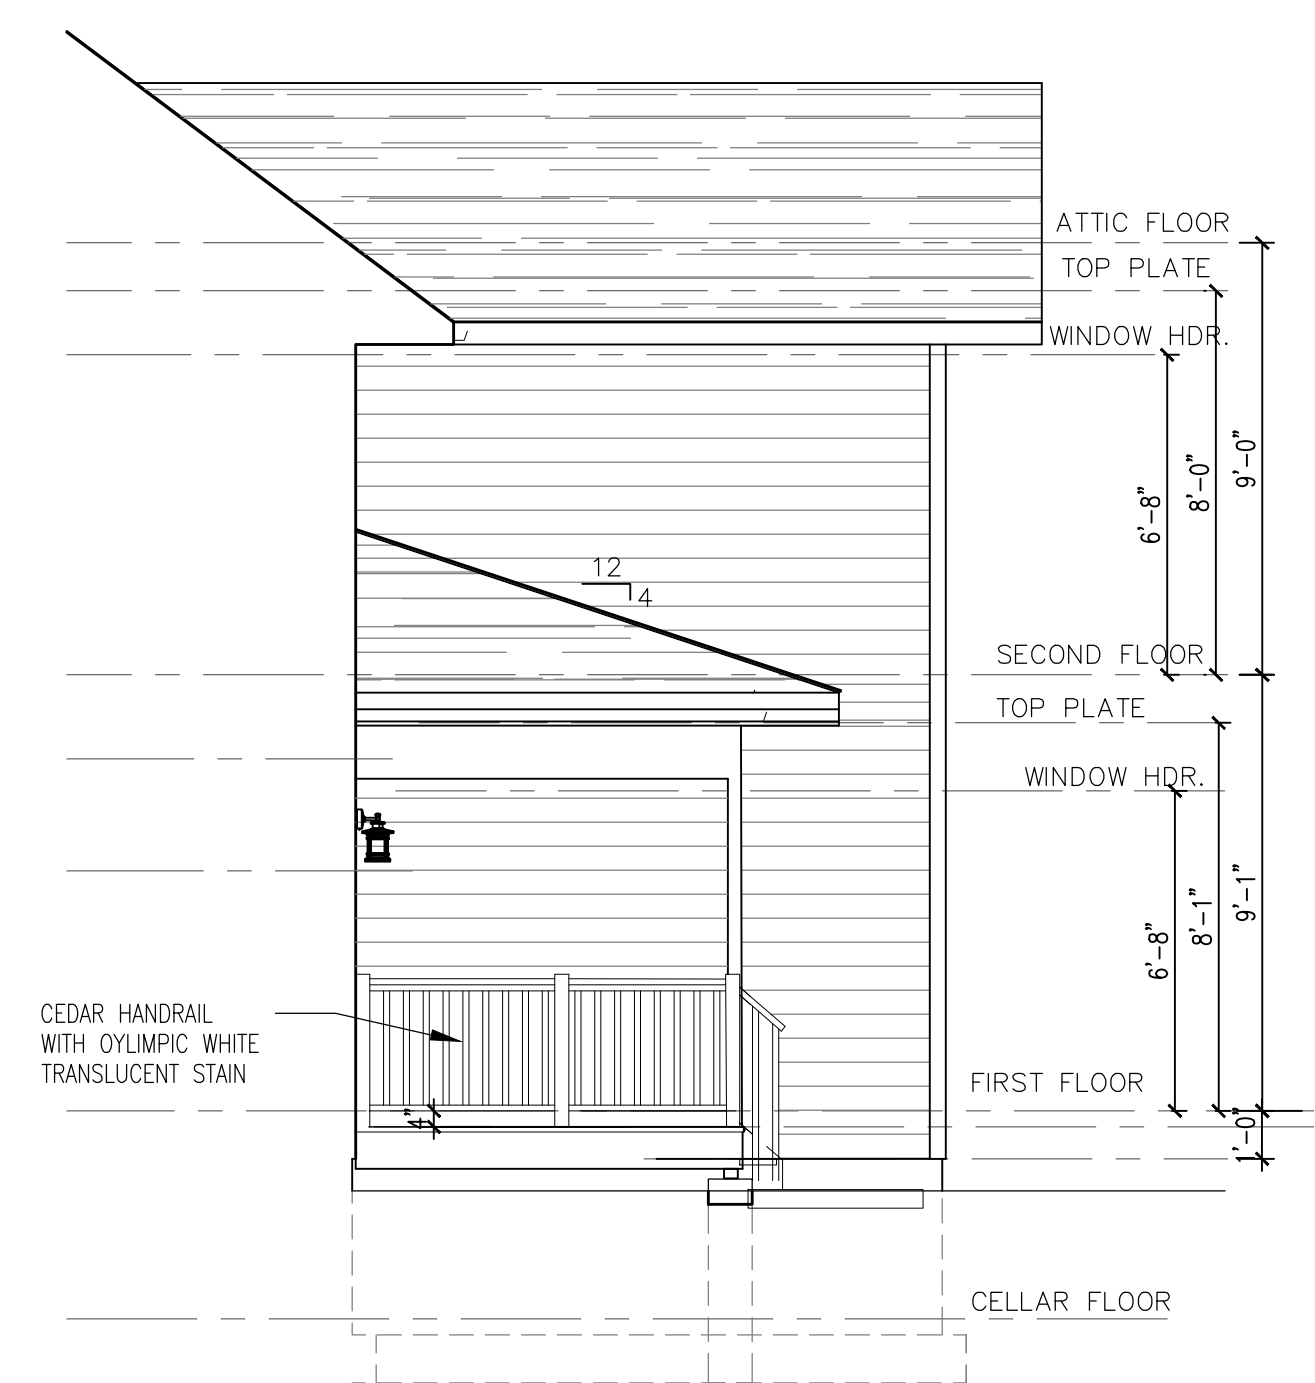 ATTIC FLOOR
TOP PLATE
WINDOW HDR.
6'-8"
8'-0"
9'-0"
12
4
SECOND FLOOR
TOP PLATE
WINDOW HDR.
6'-8"
8'-1"
9'-1"
CEDAR HANDRAIL
WITH OYLIMPIC WHITE
TRANSLUCENT STAIN
FIRST FLOOR
4"
1'-0"
CELLAR FLOOR